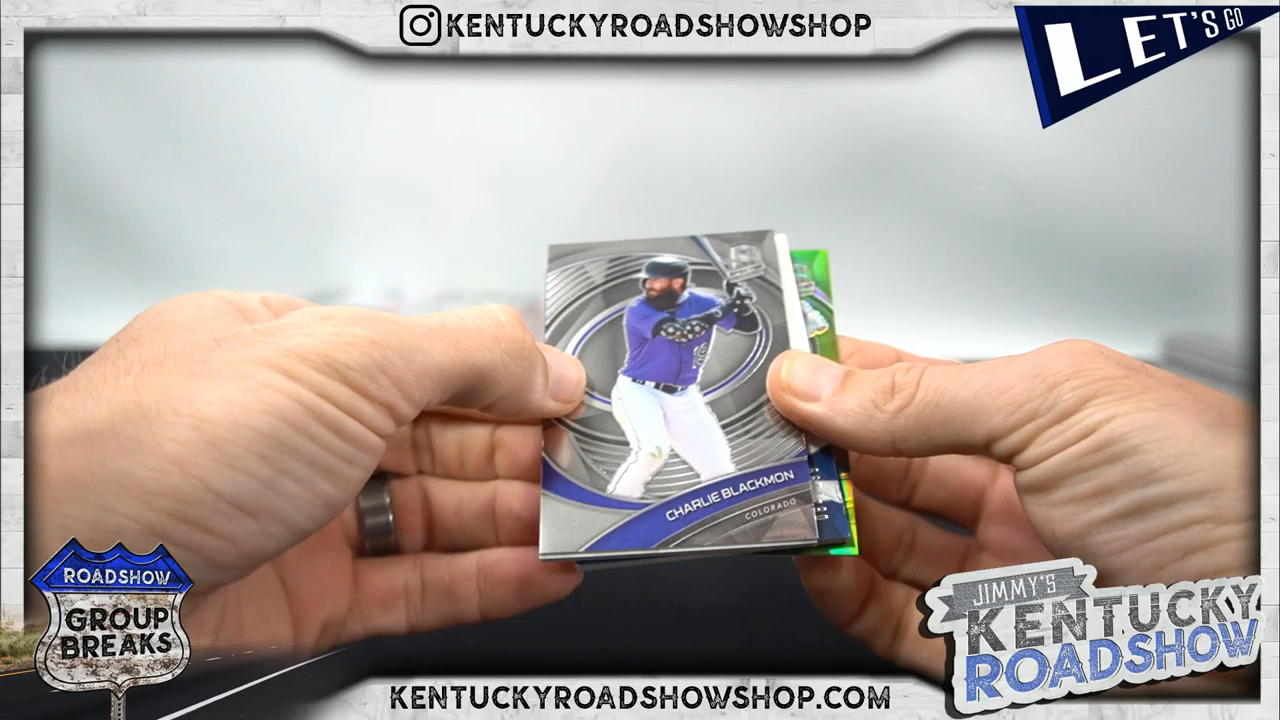 KENTUCKYROADSHOWSHOP
LET'S GO
CHARLIE BLACKMON
COLORADO
ROADSHOW
GROUP
BREAKS
JIMMY'S
KENTUCKY
ROADSHOW
KENTUCKYROADSHOWSHOP.COM